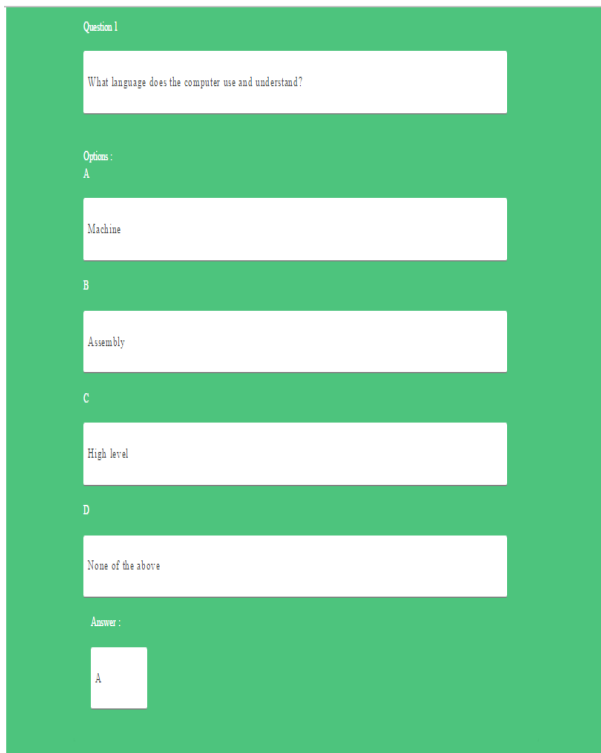 Question 1
What language does the computer use and understand?
Options :
A
Machine
B
Assembly
C
High level
D
None of the above
Answer :
A